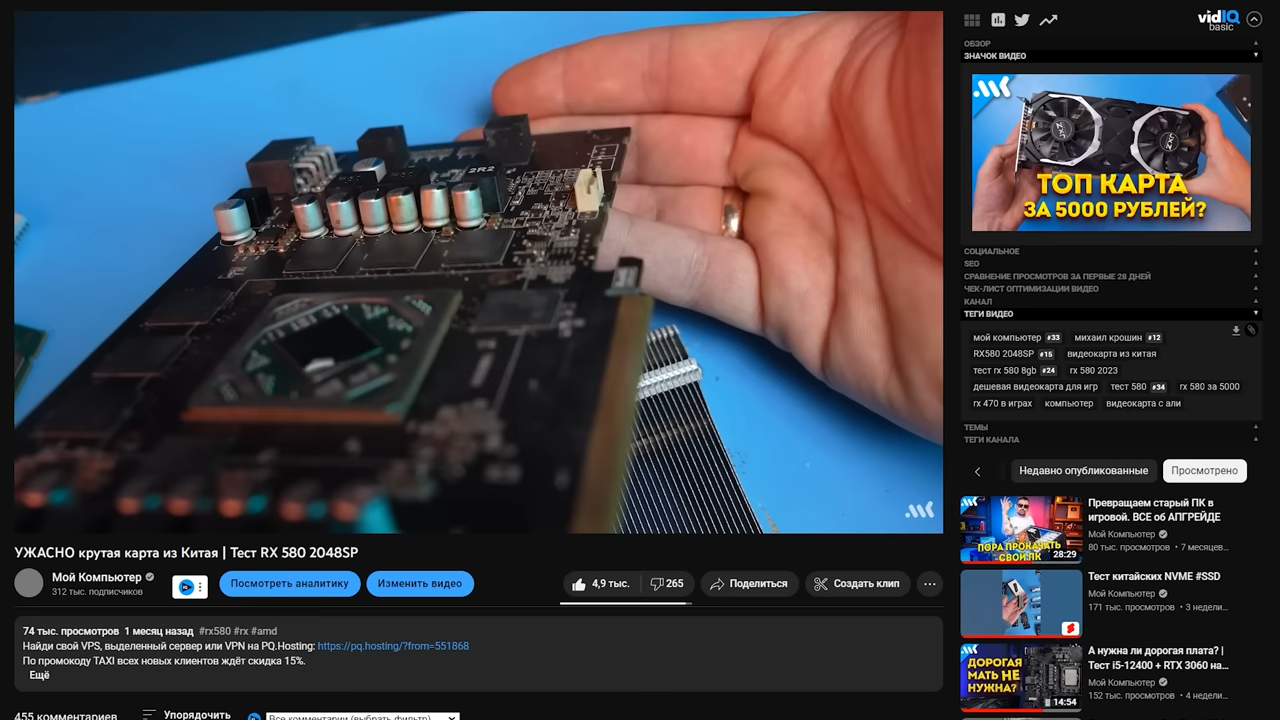 2R2
УЖАСНО крутая карта из Китая | Тест RX 580 2048SP
Мой Компьютер
312 тыс. подписчиков
Посмотреть аналитику
Изменить видео
4,9 тыс.
265
Поделиться
Создать клип
74 тыс. просмотров 1 месяц назад #rx580 #rx #amd
Найди свой VPS, выделенный сервер или VPN на PQ.Hosting: https://pq.hosting/?from=551868
По промокоду TAXI всех новых клиентов ждёт скидка 15%.
Ещё
455 комментариев
Упорядочить
Все комментарии (выбрать фильтр)
vidIQ
basic
ОБЗОР
ЗНАЧОК ВИДЕО
ТОП КАРТА
ЗА 5000 РУБЛЕЙ?
СОЦИАЛЬНОЕ
SEO
СРАВНЕНИЕ ПРОСМОТРОВ ЗА ПЕРВЫЕ 28 ДНЕЙ
ЧЕК-ЛИСТ ОПТИМИЗАЦИИ ВИДЕО
КАНАЛ
ТЕГИ ВИДЕО
мой компьютер #33 михаил крошин #12
RX580 2048SP #15 видеокарта из китая
тест rx 580 8gb #24 rx 580 2023
дешевая видеокарта для игр тест 580 #34 rx 580 за 5000
rx 470 в играх компьютер видеокарта с али
ТЕМЫ
ТЕГИ КАНАЛА
Недавно опубликованные
Просмотрено
ПОРА ПРОКАЧАТЬ
СВОЙ ПК
28:29
Превращаем старый ПК в
игровой. ВСЕ об АПГРЕЙДЕ
Мой Компьютер
80 тыс. просмотров • 7 месяцев...
Тест китайских NVME #SSD
Мой Компьютер
171 тыс. просмотров • 3 недели...
ДОРОГАЯ
МАТЬ НЕ
НУЖНА?
14:54
А нужна ли дорогая плата? |
Тест i5-12400 + RTX 3060 на...
Мой Компьютер
152 тыс. просмотров • 4 недели...